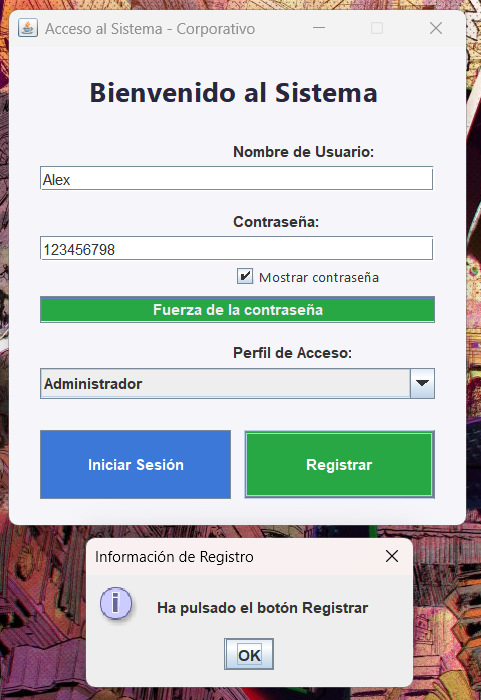 Acceso al Sistema - Corporativo
Bienvenido al Sistema
Nombre de Usuario:
Alex
Contraseña:
123456798
Mostrar contraseña
Fuerza de la contraseña
Perfil de Acceso:
Administrador
Iniciar Sesión
Registrar
Información de Registro
Ha pulsado el botón Registrar
OK